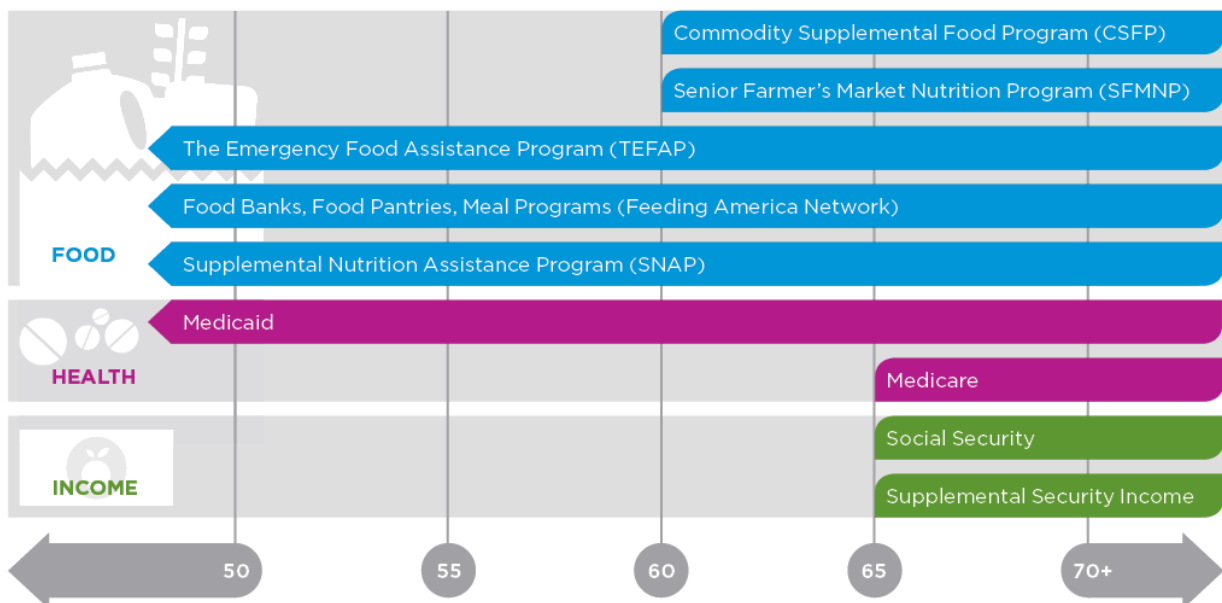 Commodity Supplemental Food Program (CSFP)
Senior Farmer's Market Nutrition Program (SFMNP)
The Emergency Food Assistance Program (TEFAP)
Food Banks, Food Pantries, Meal Programs (Feeding America Network)
FOOD
Supplemental Nutrition Assistance Program (SNAP)
Medicaid
HEALTH
Medicare
Social Security
INCOME
Supplemental Security Income
50 55 60 65 70+